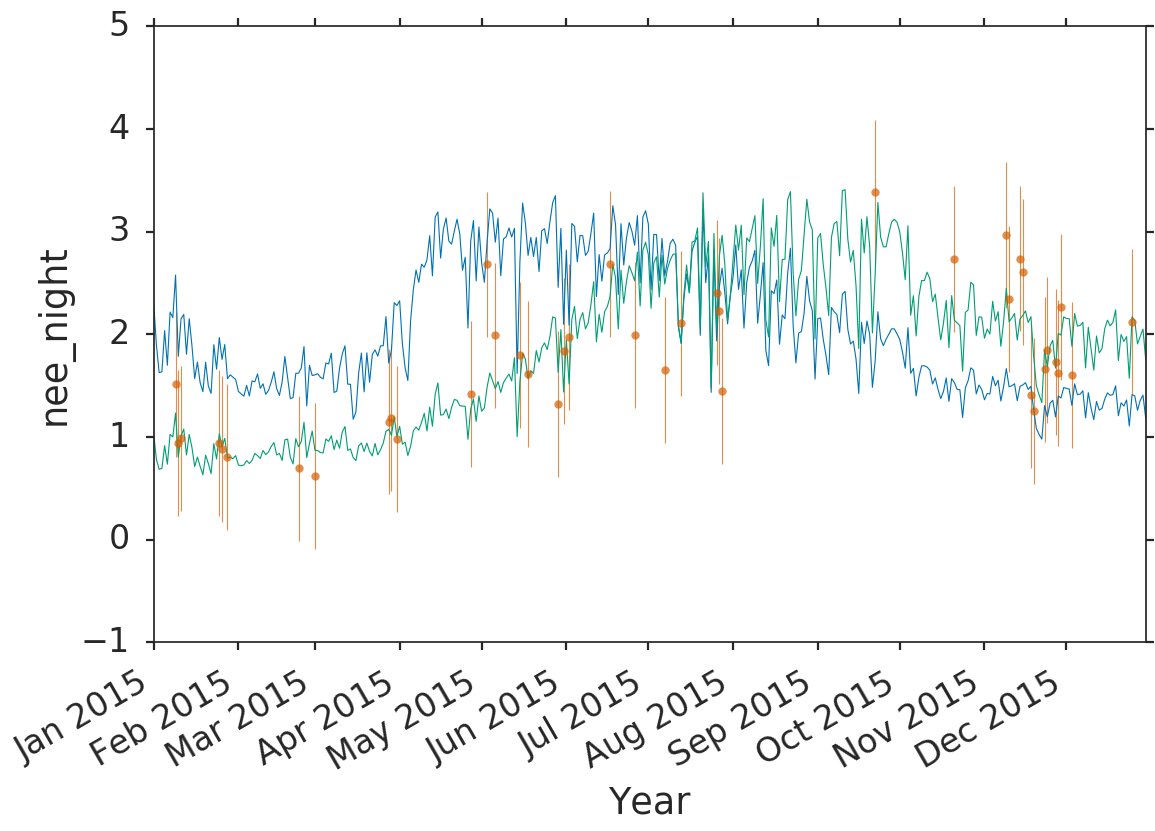 5
4
3
2
1
0
−1
nee_night
Jan 2015
Feb 2015
Mar 2015
Apr 2015
May 2015
Jun 2015
Jul 2015
Aug 2015
Sep 2015
Oct 2015
Nov 2015
Dec 2015
Year